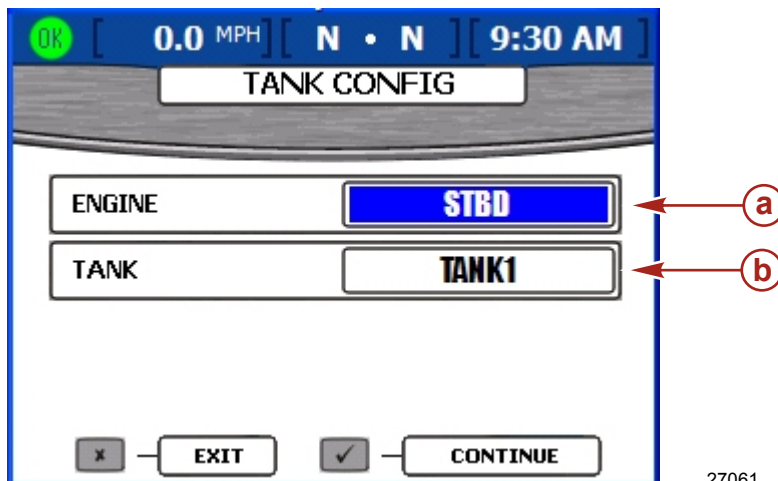 OK [ 0.0 MPH ] [ N • N ] [ 9:30 AM ]
TANK CONFIG
ENGINE STBD a
TANK TANK1 b
x EXIT ✓ CONTINUE
27061